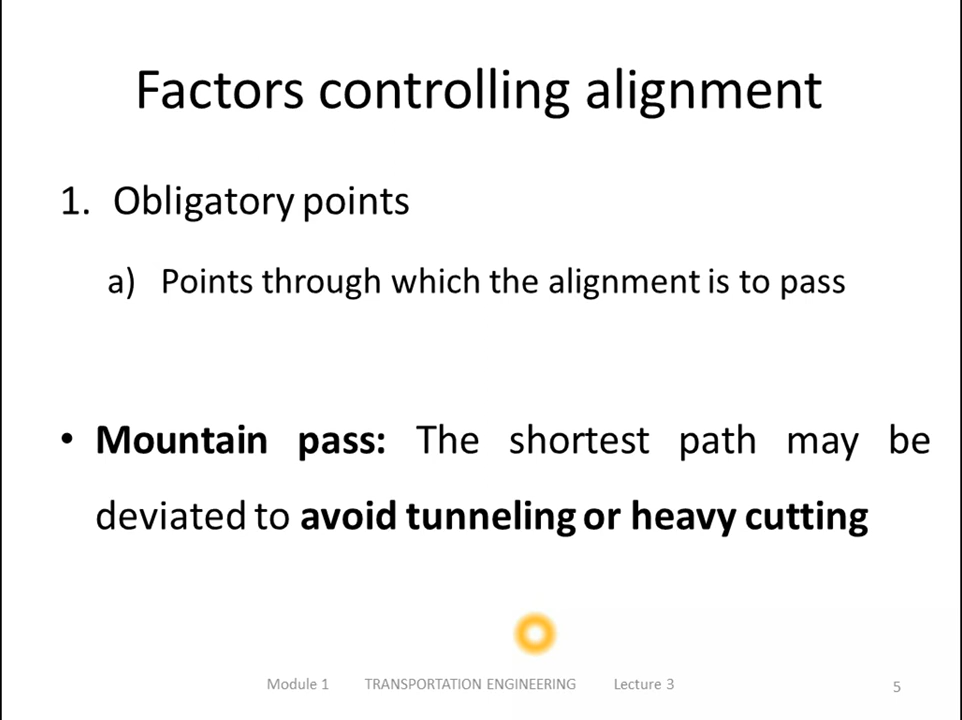 Factors controlling alignment
1. Obligatory points
a) Points through which the alignment is to pass
• Mountain pass: The shortest path may be
deviated to avoid tunneling or heavy cutting
Module 1 TRANSPORTATION ENGINEERING Lecture 3 5